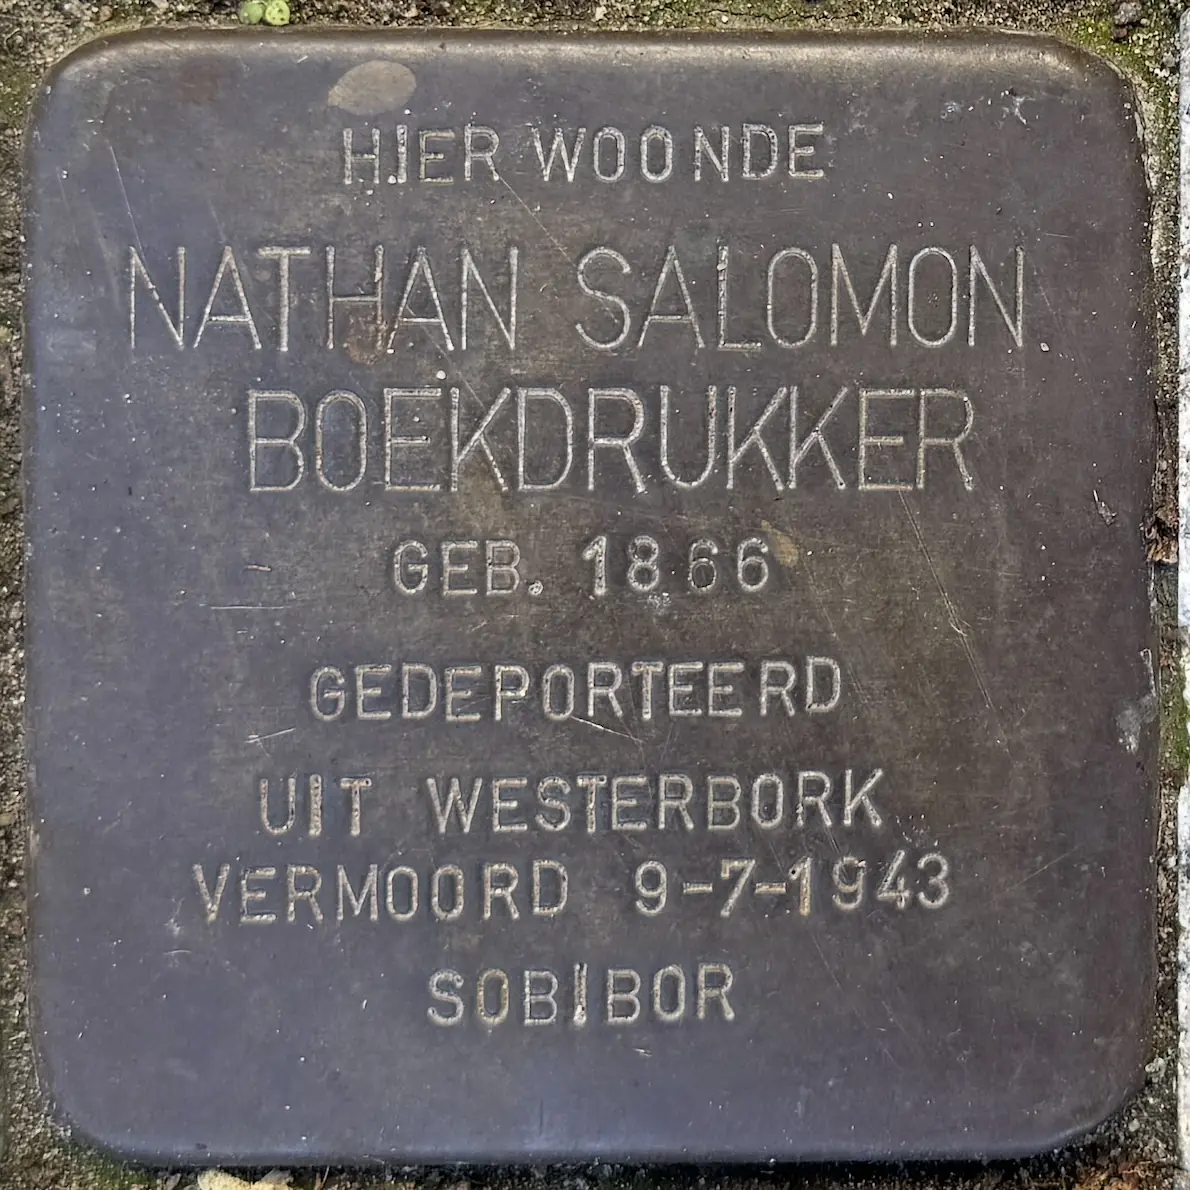 HIER WOONDE
NATHAN SALOMON
BOEKDRUKKER
GEB. 1866
GEDEPORTEERD
UIT WESTERBORK
VERMOORD 9-7-1943
SOBIBOR